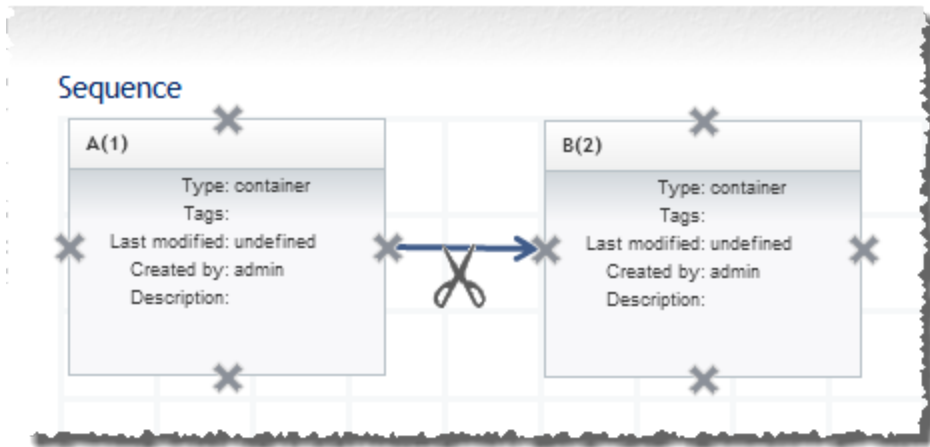 Sequence
A(1)
Type: container
Tags:
Last modified: undefined
Created by: admin
Description:
B(2)
Type: container
Tags:
Last modified: undefined
Created by: admin
Description: